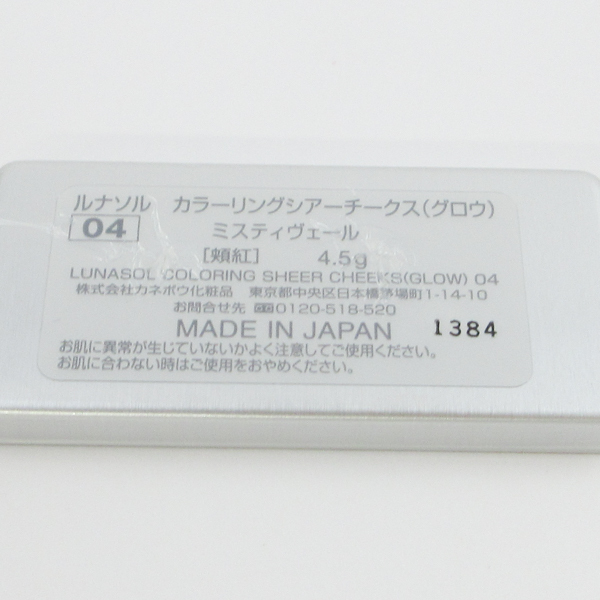 ルナソル カラーリングシアーチークス(グロウ)
04 ミスティヴェール
[頬紅] 4.5g
LUNASOL COLORING SHEER CHEEKS(GLOW) 04
株式会社カネボウ化粧品 東京都中央区日本橋茅場町1-14-10
お問合せ先 0120-518-520
MADE IN JAPAN 1384
お肌に異常が生じていないかよく注意してご使用ください。
お肌に合わない時はご使用をおやめください。